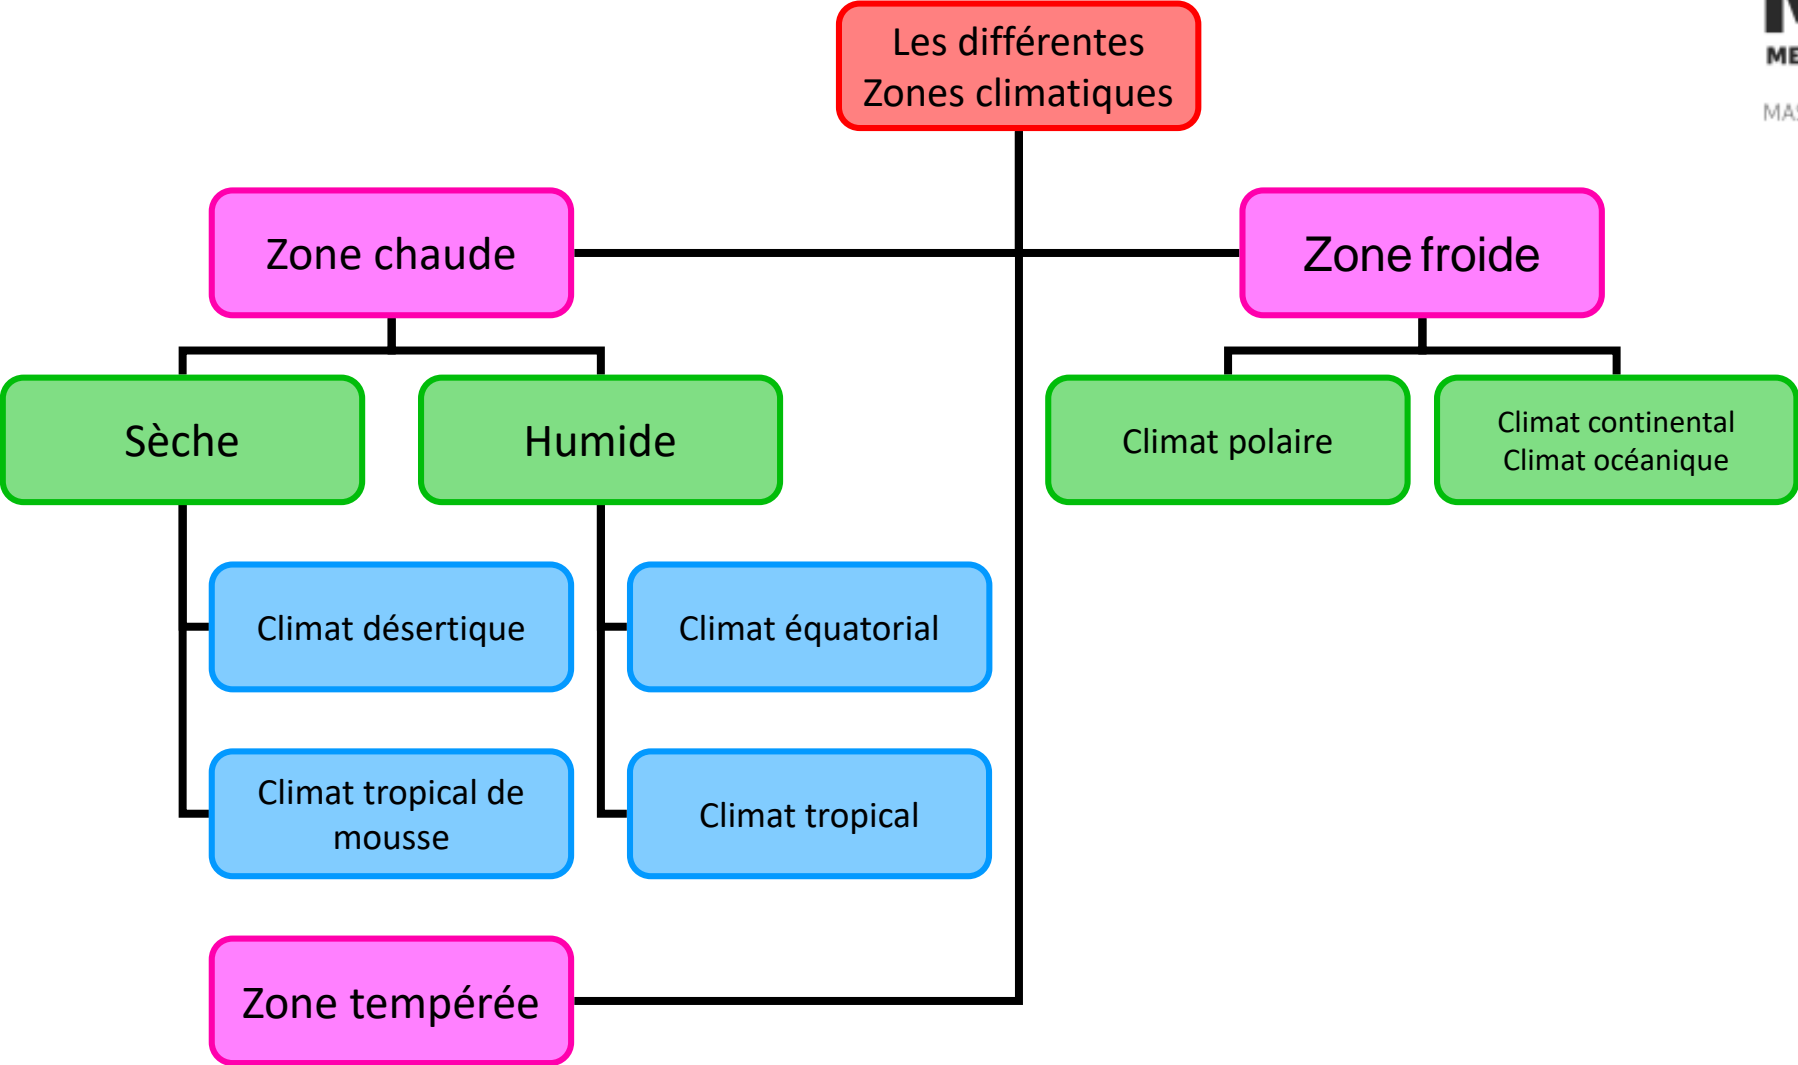 Les différentes
Zones climatiques
Zone chaude
Zone froide
Sèche
Humide
Climat polaire
Climat continental
Climat océanique
Climat désertique
Climat équatorial
Climat tropical de
mousse
Climat tropical
Zone tempérée